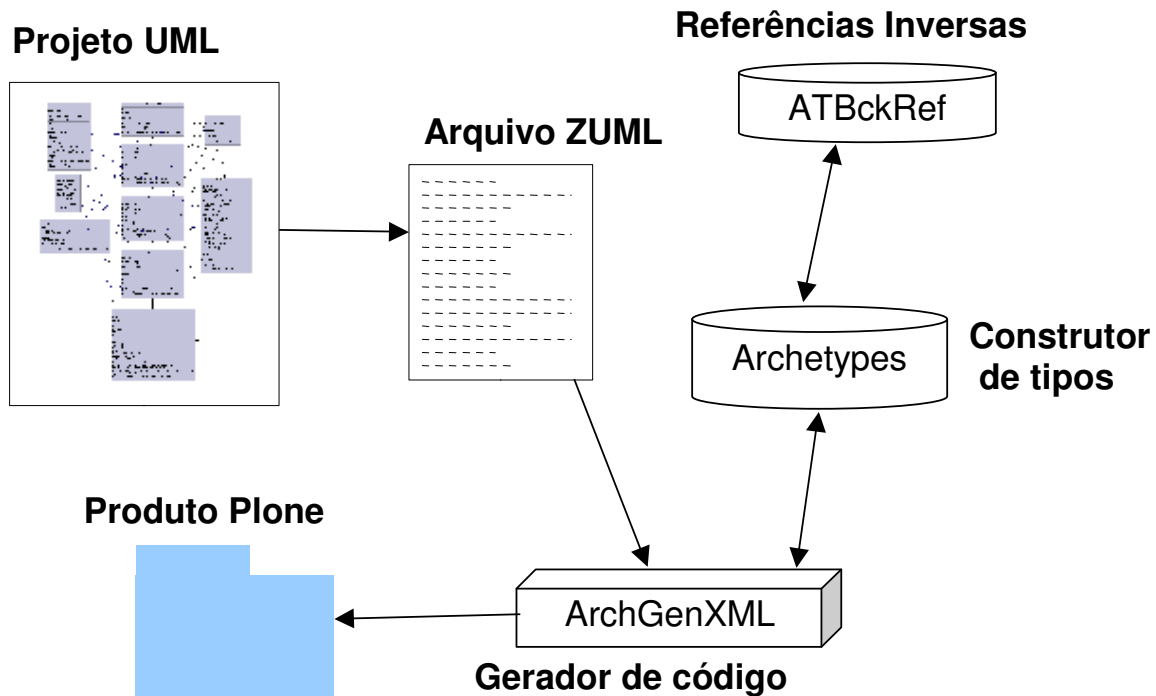 Projeto UML
Referências Inversas
ATBckRef
Arquivo ZUML
Archetypes
Construtor
de tipos
Produto Plone
ArchGenXML
Gerador de código